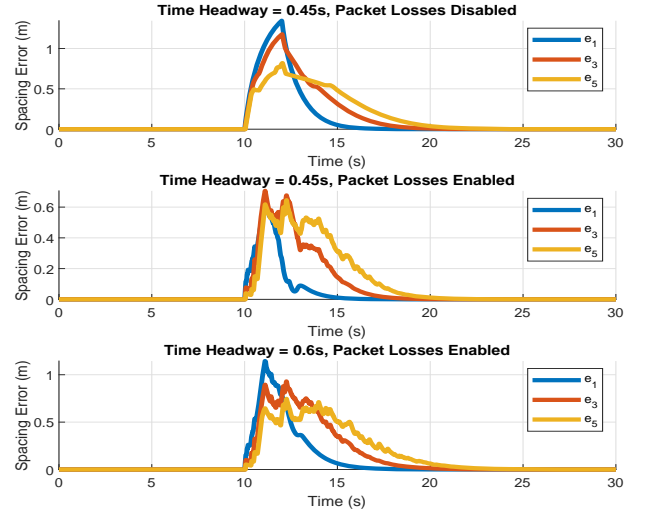 Time Headway = 0.45s, Packet Losses Disabled
Spacing Error (m)
1
0.5
0
e1
e3
e5
0 5 10 15 20 25 30
Time (s)
Time Headway = 0.45s, Packet Losses Enabled
Spacing Error (m)
0.6
0.4
0.2
0
e1
e3
e5
0 5 10 15 20 25 30
Time (s)
Time Headway = 0.6s, Packet Losses Enabled
Spacing Error (m)
1
0.5
0
e1
e3
e5
0 5 10 15 20 25 30
Time (s)